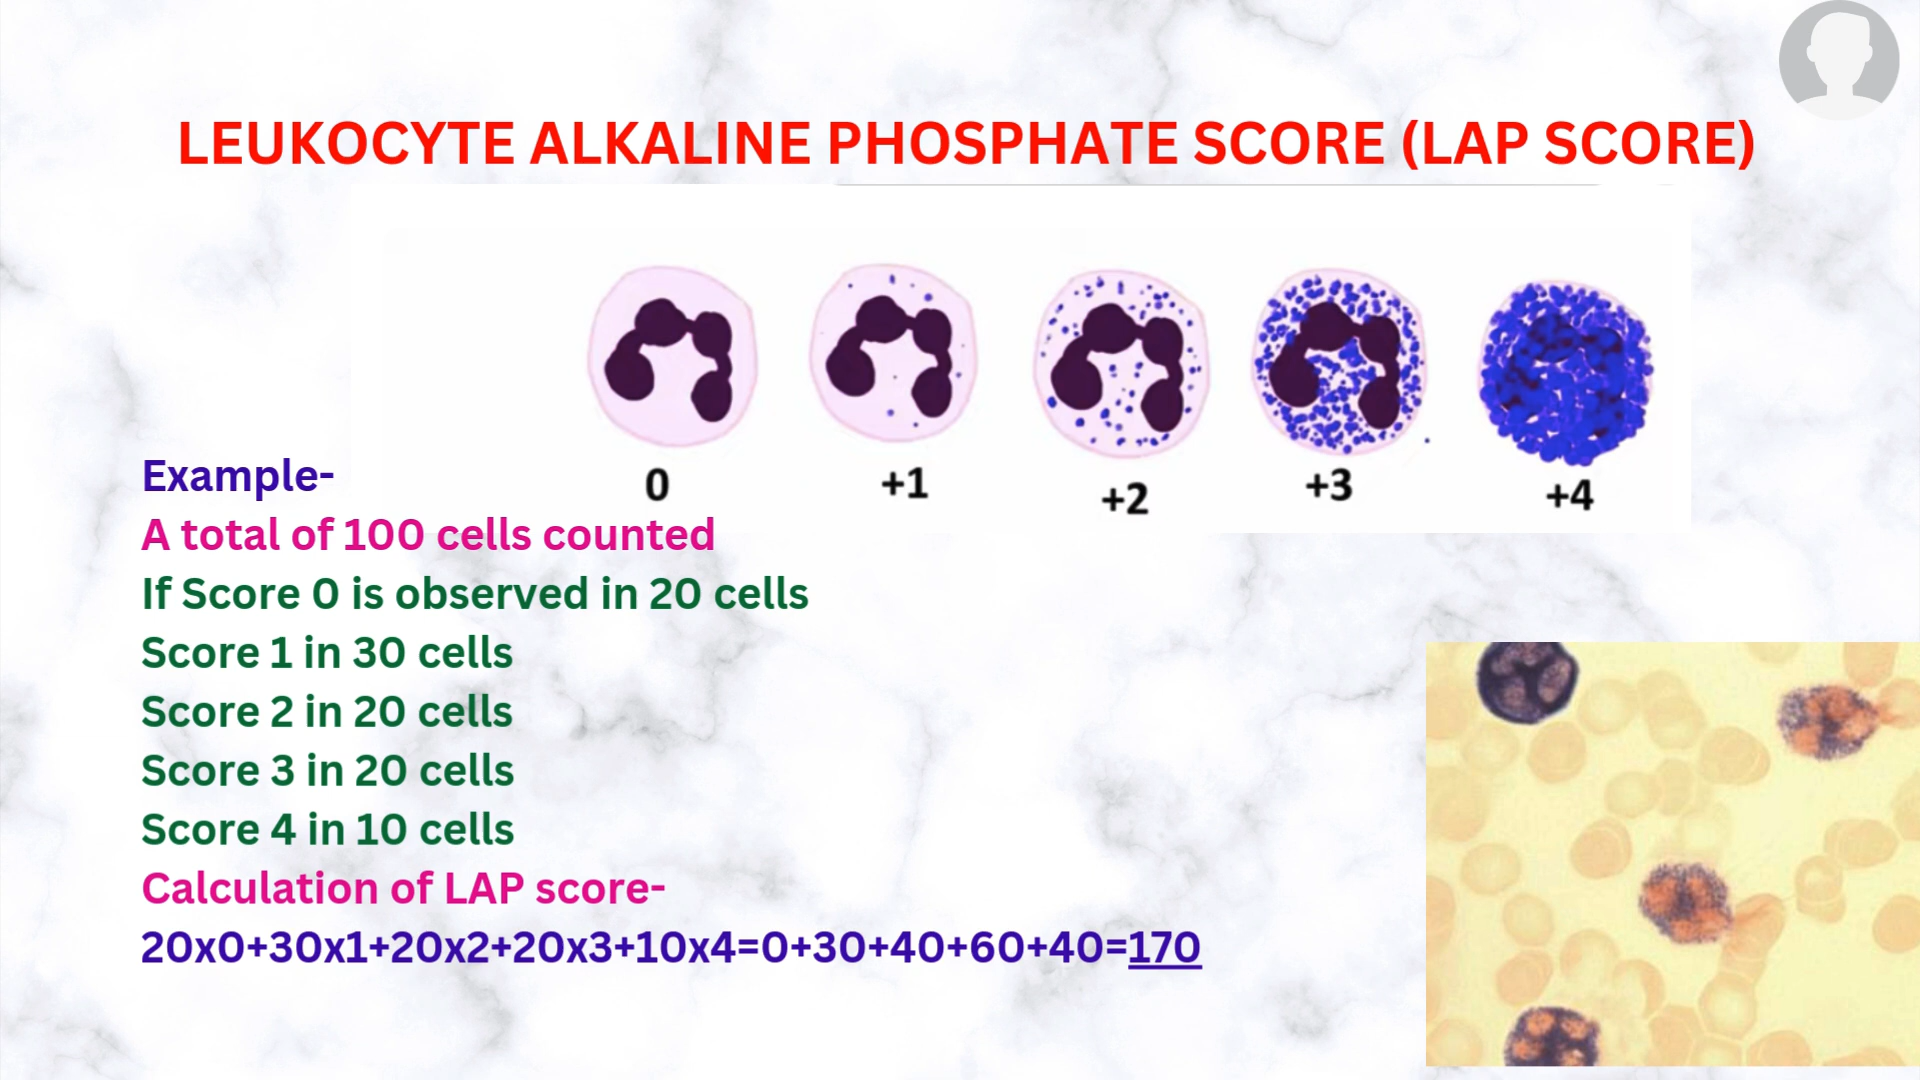 LEUKOCYTE ALKALINE PHOSPHATE SCORE (LAP SCORE)
0 +1 +2 +3 +4
Example-
A total of 100 cells counted
If Score 0 is observed in 20 cells
Score 1 in 30 cells
Score 2 in 20 cells
Score 3 in 20 cells
Score 4 in 10 cells
Calculation of LAP score-
20x0+30x1+20x2+20x3+10x4=0+30+40+60+40=170